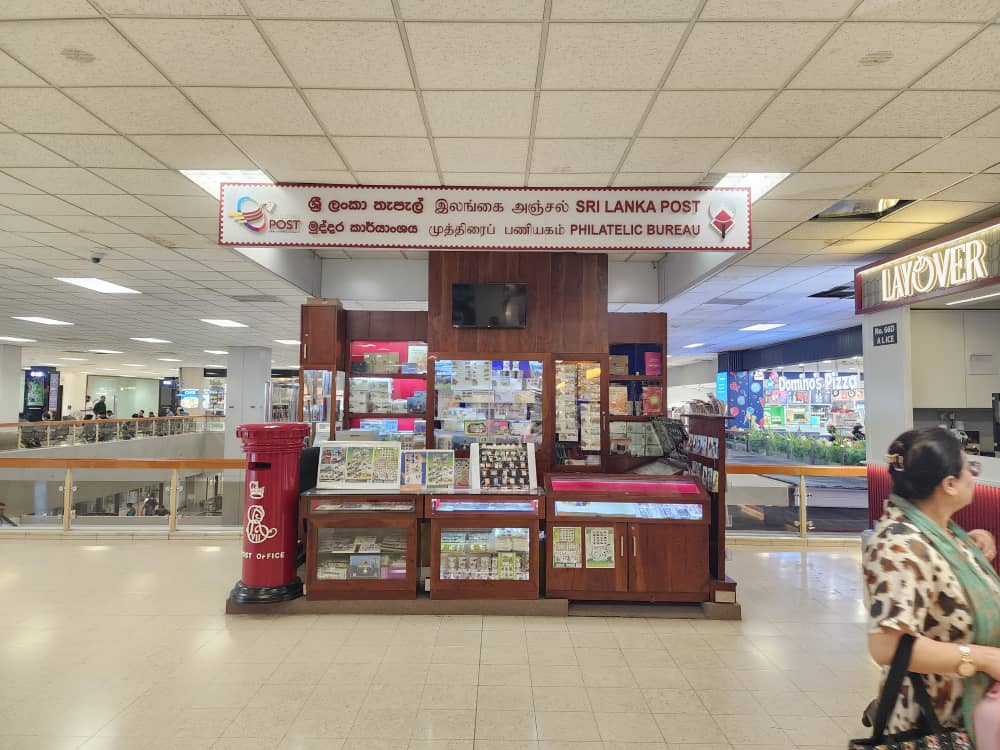 POST
ශ්‍රී ලංකා තැපැල් இலங்கை அஞ்சல் SRI LANKA POST
මුද්දර කාර්යාංශය முத்திரைப் பணியகம் PHILATELIC BUREAU
LAYOVER
No. 66D
A LICE
Domino's Pizza
POST OFFICE